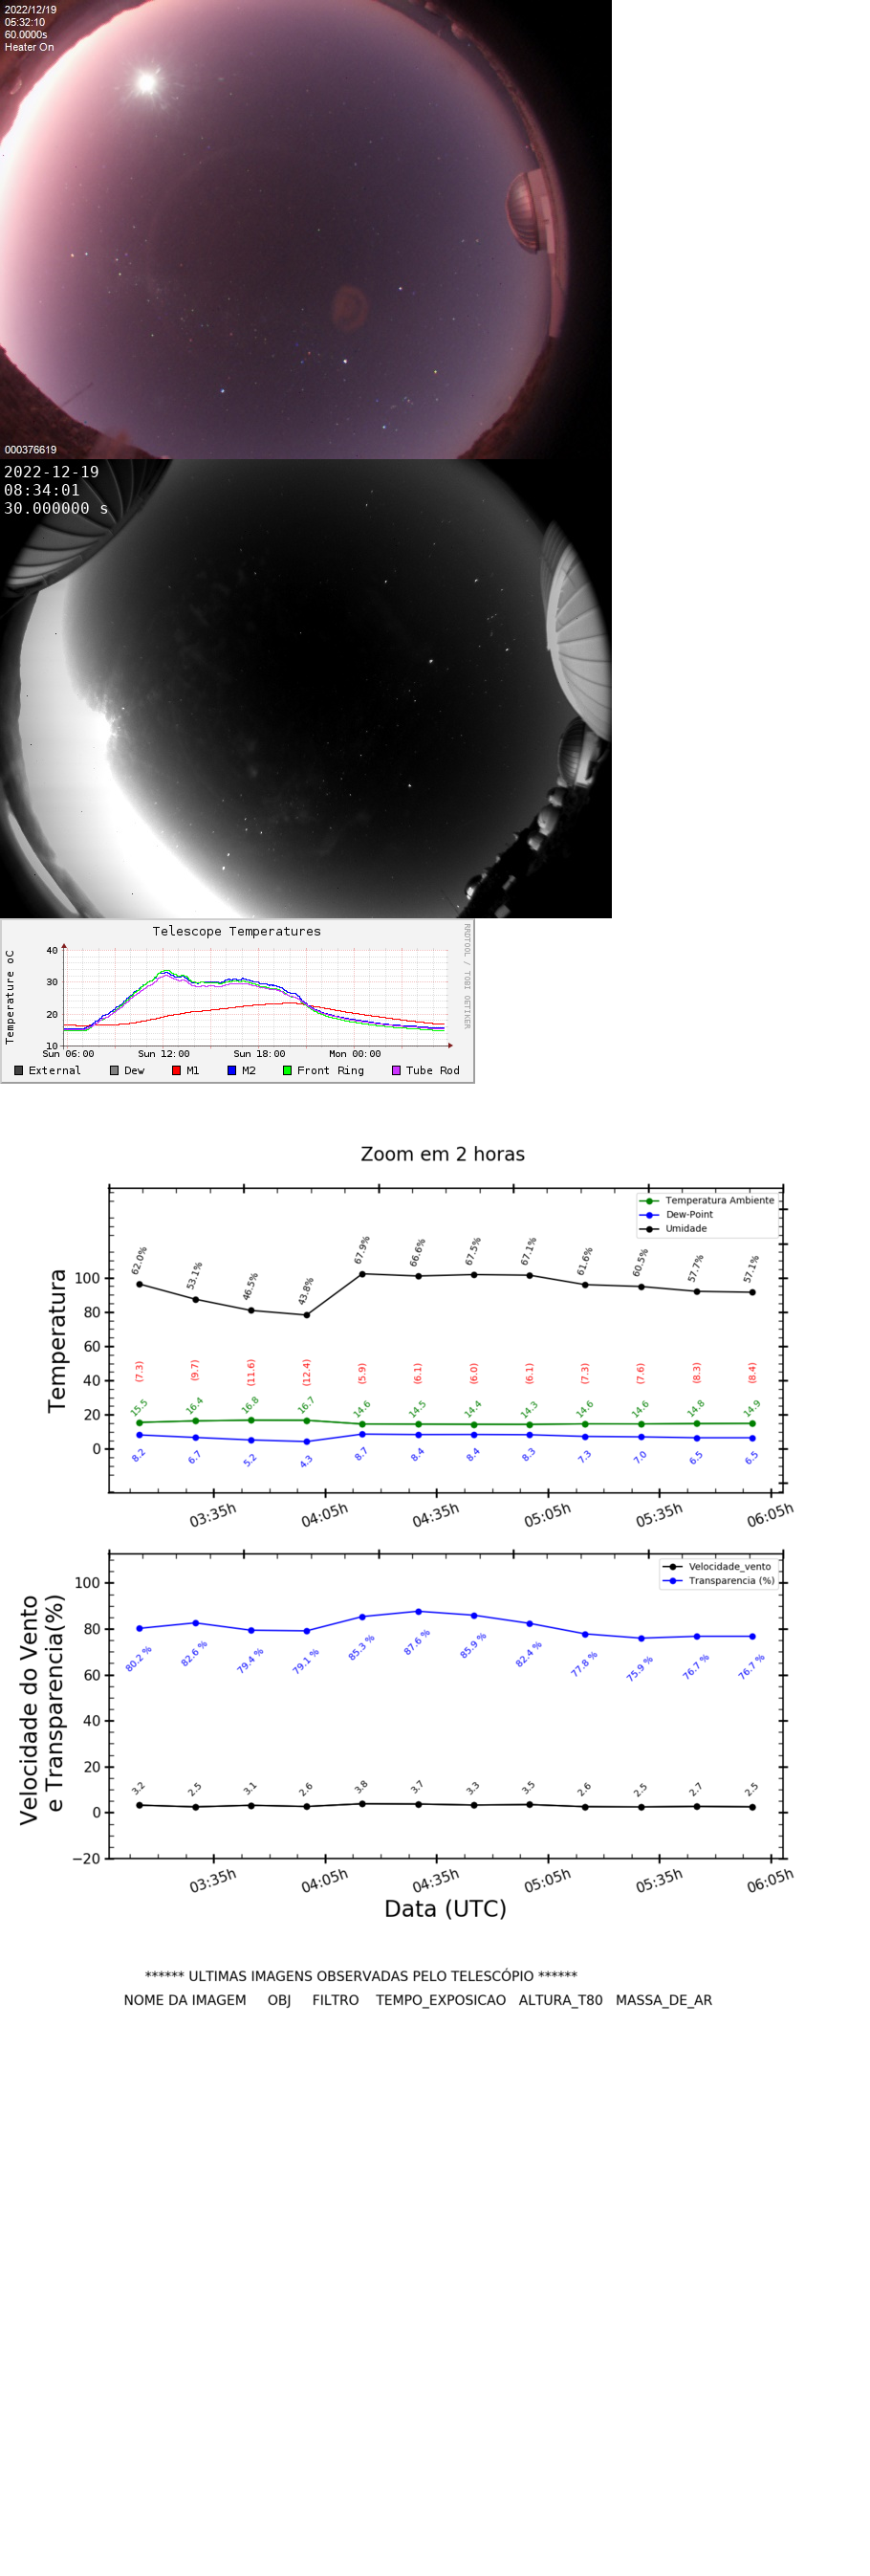 2022/12/19
05:32:10
60.0000s
Heater On
000376619
2022-12-19
08:34:01
30.000000 s
Telescope Temperatures
RRDTOOL / TOBI OETIKER
Temperature oC
40
30
20
10
Sun 06:00 Sun 12:00 Sun 18:00 Mon 00:00
External Dew M1 M2 Front Ring Tube Rod
Zoom em 2 horas
Temperatura Ambiente
Dew-Point
Umidade
Temperatura
100
80
60
40
20
0
62.0% 53.1% 46.5% 43.8% 67.9% 66.6% 67.5% 67.1% 61.6% 60.5% 57.7% 57.1%
(7.3) (9.7) (11.6) (12.4) (5.9) (6.1) (6.0) (6.1) (7.3) (7.6) (8.3) (8.4)
15.5 16.4 16.8 16.7 14.6 14.5 14.4 14.3 14.6 14.6 14.8 14.9
8.2 6.7 5.2 4.3 8.7 8.4 8.4 8.3 7.3 7.0 6.5 6.5
03:35h 04:05h 04:35h 05:05h 05:35h 06:05h
Velocidade_vento
Transparencia (%)
Velocidade do Vento
e Transparencia(%)
100
80
60
40
20
0
−20
80.2 % 82.6 % 79.4 % 79.1 % 85.3 % 87.6 % 85.9 % 82.4 % 77.8 % 75.9 % 76.7 % 76.7 %
3.2 2.5 3.1 2.6 3.8 3.7 3.3 3.5 2.6 2.5 2.7 2.5
03:35h 04:05h 04:35h 05:05h 05:35h 06:05h
Data (UTC)
****** ULTIMAS IMAGENS OBSERVADAS PELO TELESCÓPIO ******
NOME DA IMAGEM OBJ FILTRO TEMPO_EXPOSICAO ALTURA_T80 MASSA_DE_AR